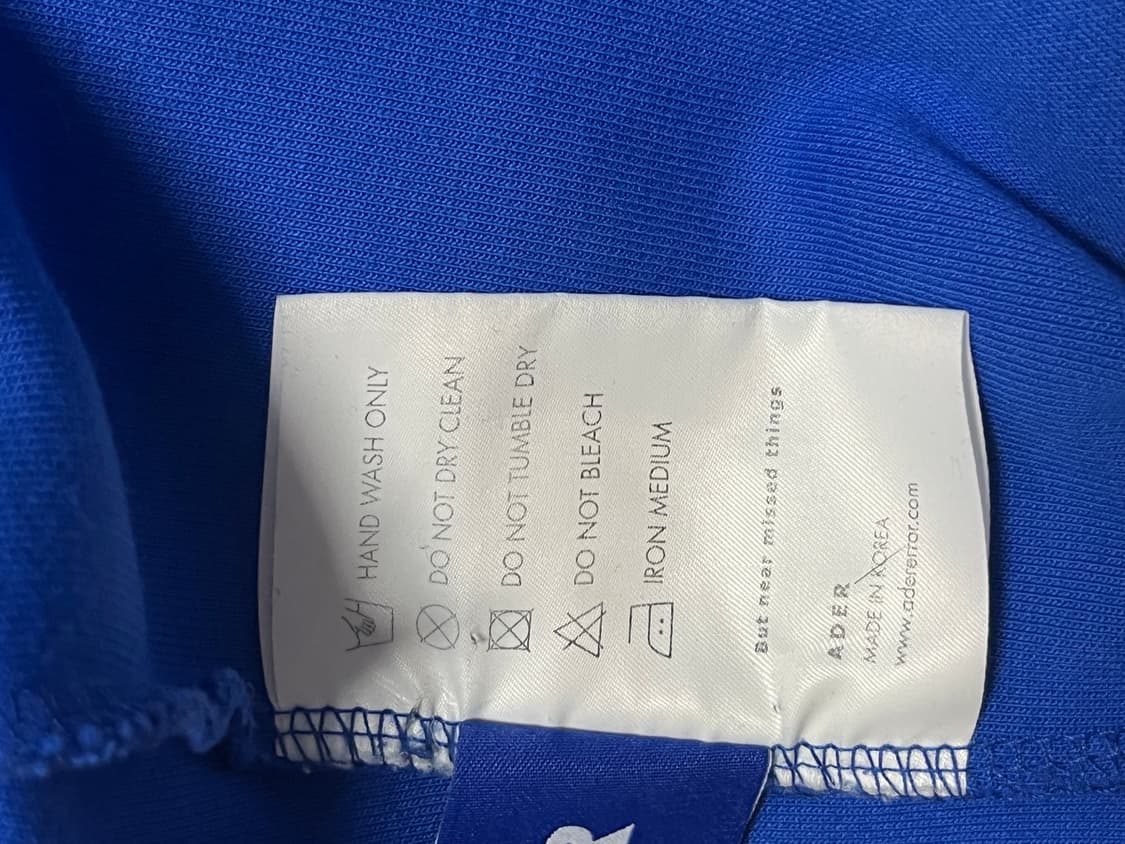 HAND WASH ONLY
DO NOT DRY CLEAN
DO NOT TUMBLE DRY
DO NOT BLEACH
IRON MEDIUM
But near missed things
ADER
MADE IN KOREA
www.adererror.com
R